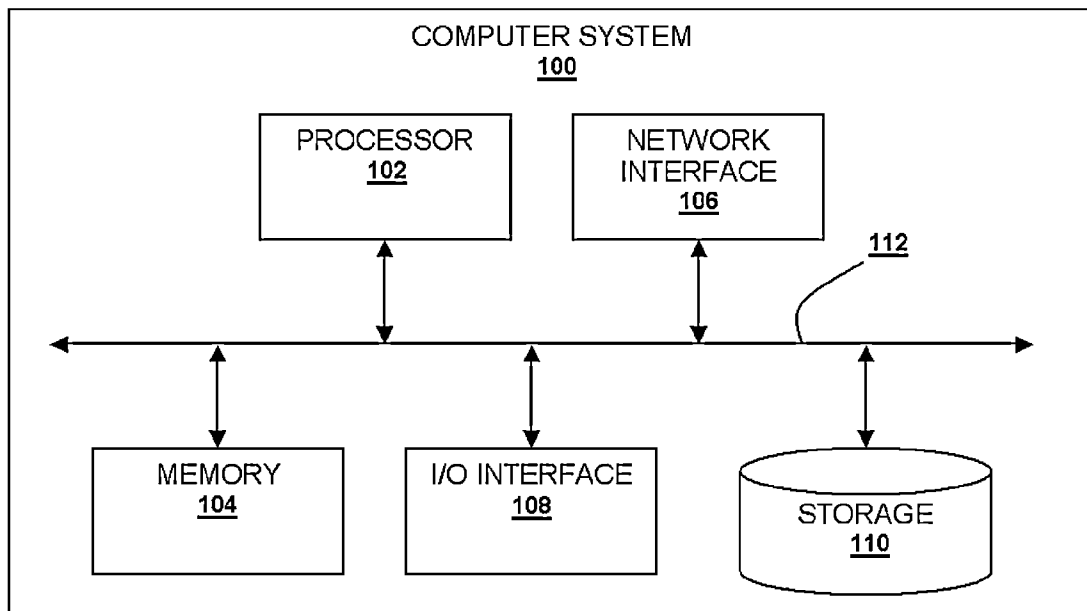 COMPUTER SYSTEM
100
PROCESSOR
102
NETWORK
INTERFACE
106
112
MEMORY
104
I/O INTERFACE
108
STORAGE
110